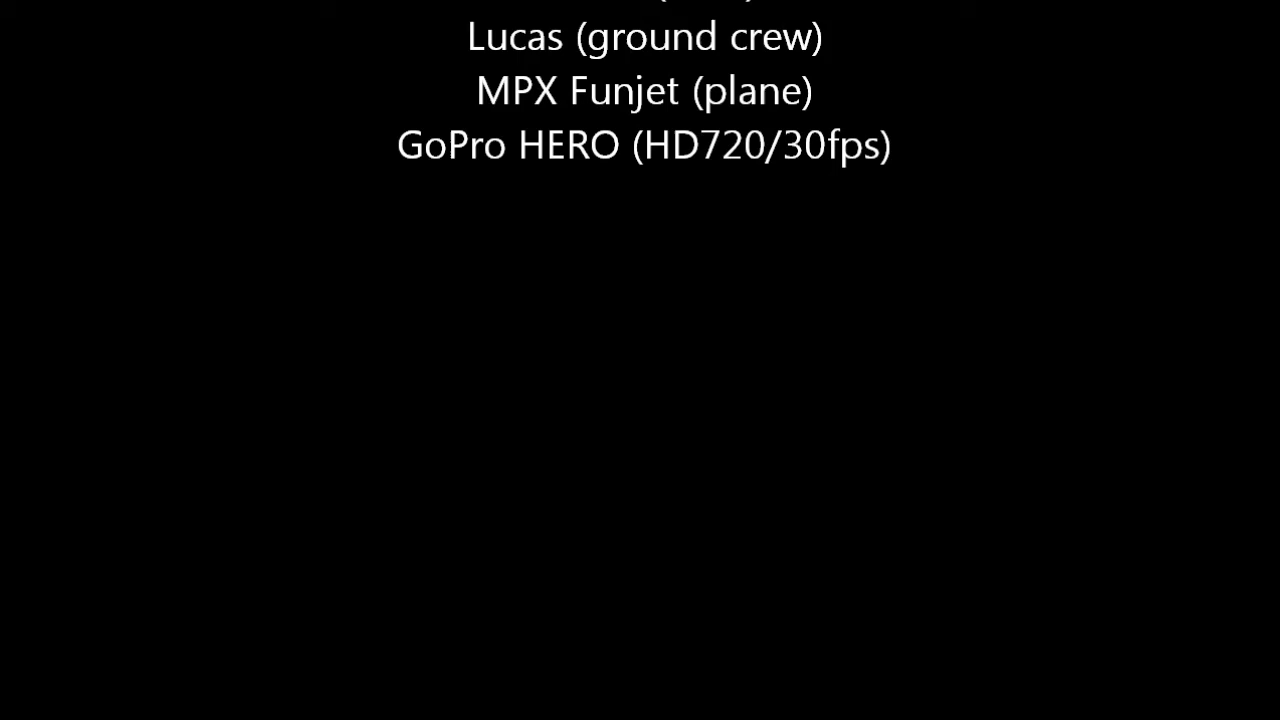 Lucas (ground crew)
MPX Funjet (plane)
GoPro HERO (HD720/30fps)